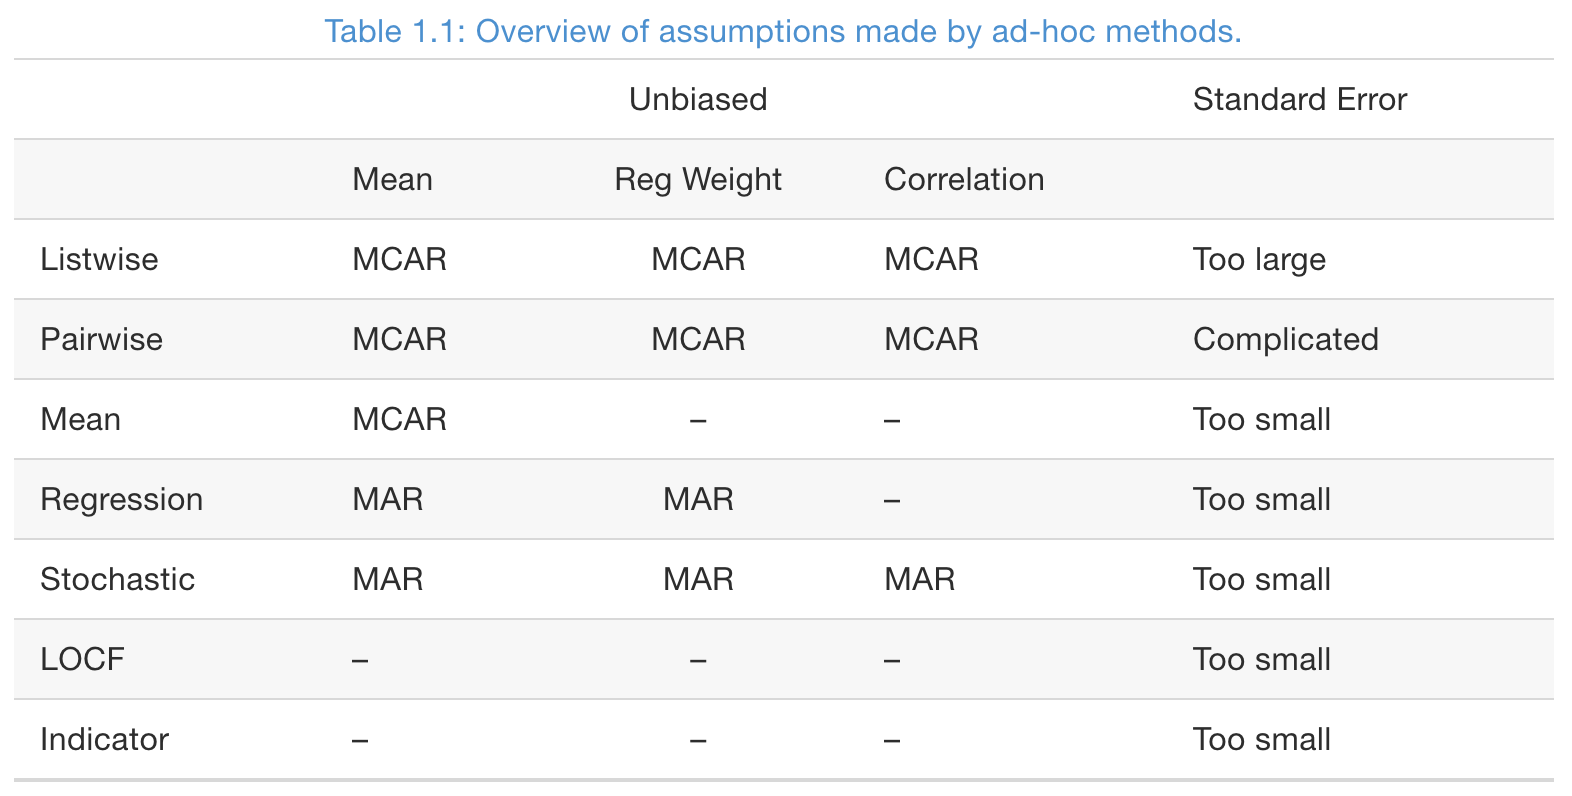 Table 1.1: Overview of assumptions made by ad-hoc methods.
Unbiased Standard Error
Mean Reg Weight Correlation
Listwise MCAR MCAR MCAR Too large
Pairwise MCAR MCAR MCAR Complicated
Mean MCAR – – Too small
Regression MAR MAR – Too small
Stochastic MAR MAR MAR Too small
LOCF – – – Too small
Indicator – – – Too small